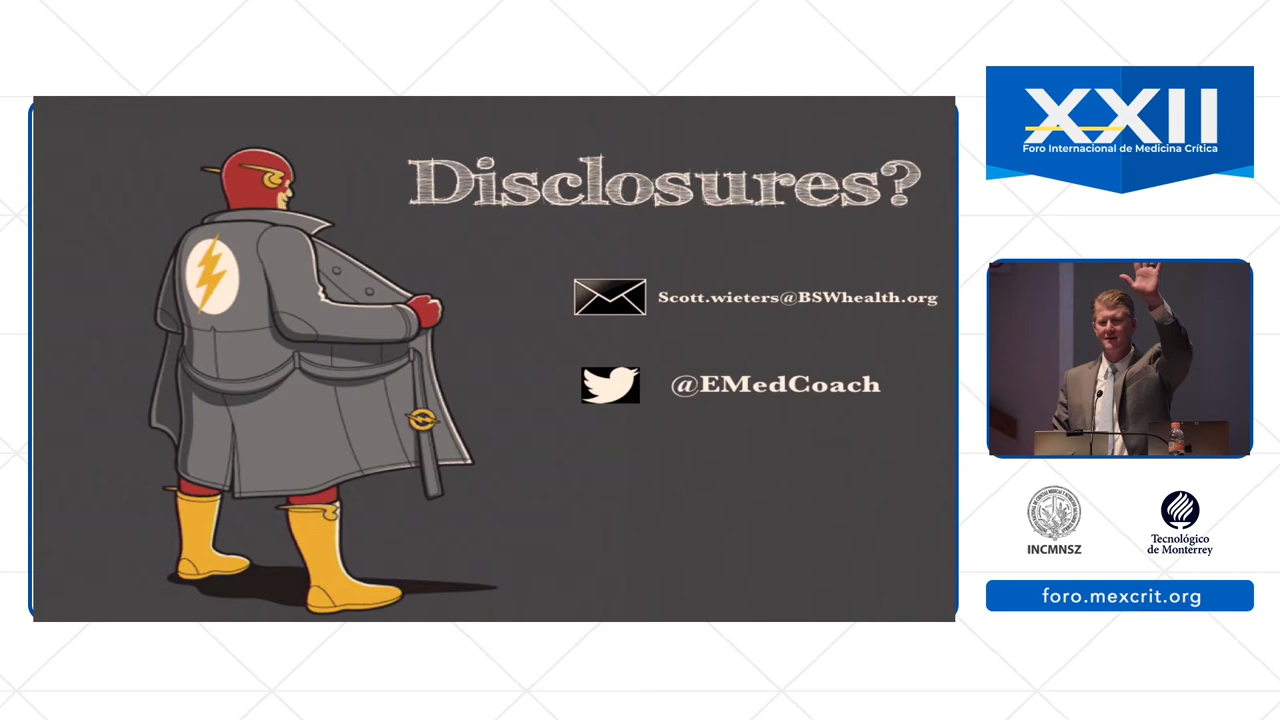 Disclosures?
Scott.wieters@BSWhealth.org
@EMedCoach
XXII
Foro Internacional de Medicina Crítica
INCMNSZ
Tecnológico
de Monterrey
foro.mexcrit.org